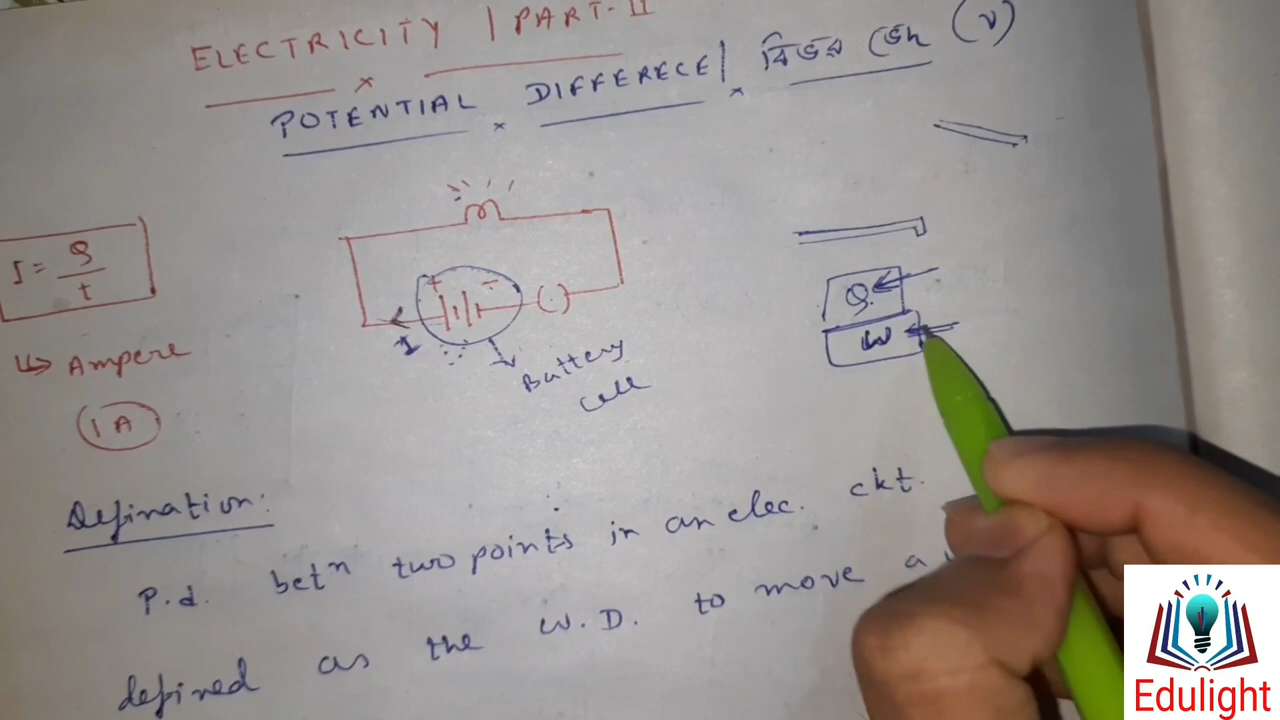 ELECTRICITY | PART-II
POTENTIAL DIFFERECE | বিভৱ ভেদ (V)
I = Q/t
↳ Ampere
1 A
+ -
( . )
I
Battery
cell
Q.
W
Defination:
P.d. betⁿ two points in an elec. ckt.
defined as the W.D. to move a
Edulight